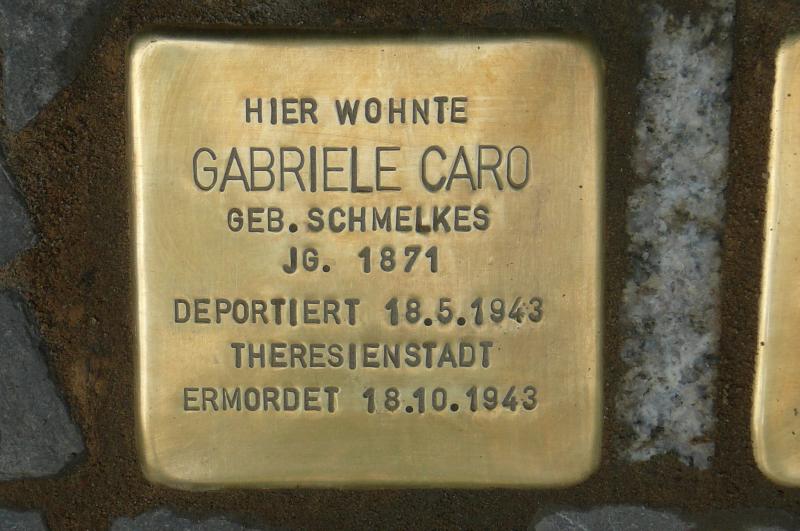 HIER WOHNTE
GABRIELE CARO
GEB. SCHMELKES
JG. 1871
DEPORTIERT 18.5.1943
THERESIENSTADT
ERMORDET 18.10.1943